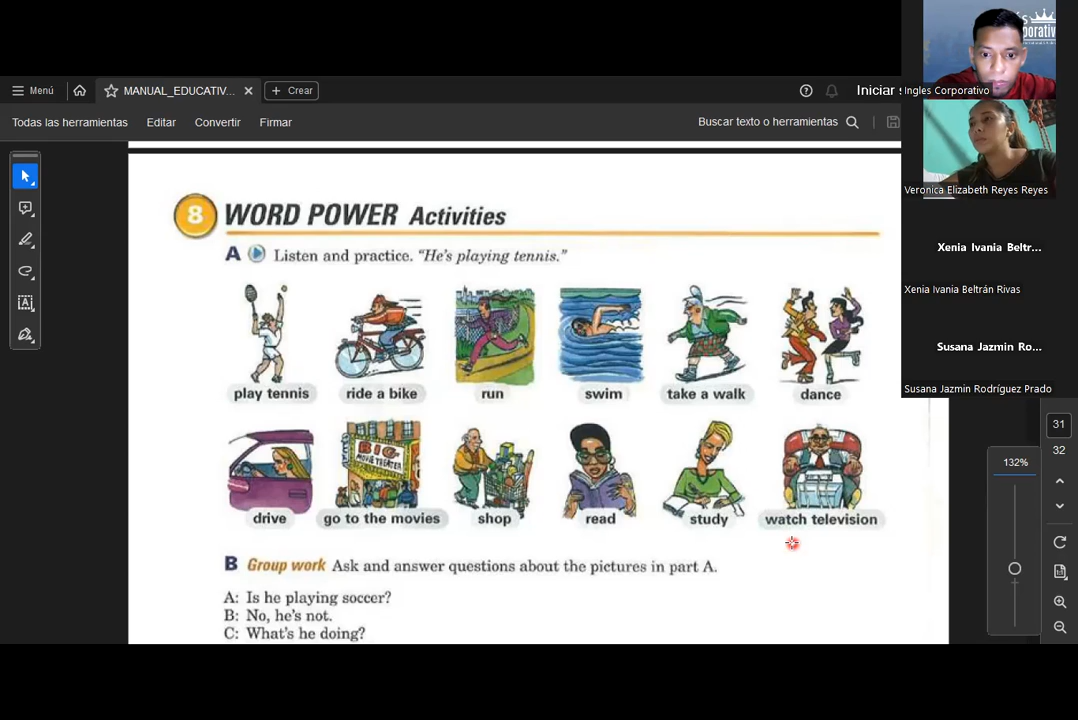 Menú
MANUAL_EDUCATIV...
Crear
Iniciar s
Todas las herramientas
Editar
Convertir
Firmar
Buscar texto o herramientas
8 WORD POWER Activities
A Listen and practice. “He's playing tennis.”
play tennis
ride a bike
run
swim
take a walk
dance
BIG
MOVIE THEATER
drive
go to the movies
shop
read
study
watch television
B Group work Ask and answer questions about the pictures in part A.
A: Is he playing soccer?
B: No, he's not.
C: What's he doing?
Ingles Corporativo
Veronica Elizabeth Reyes Reyes
Xenia Ivania Beltr...
Xenia Ivania Beltrán Rivas
Susana Jazmin Ro...
Susana Jazmin Rodríguez Prado
31
32
132%